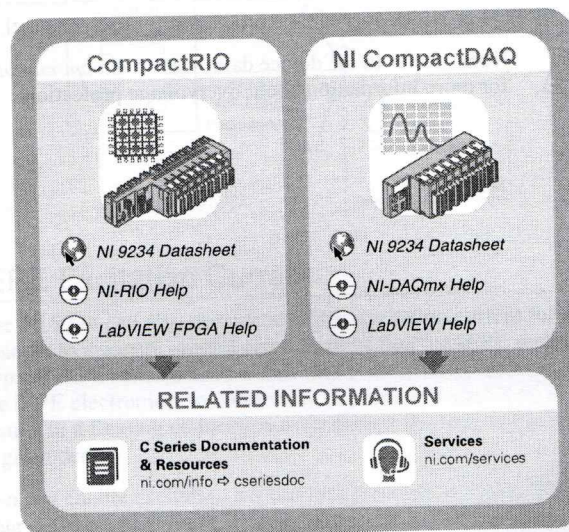 CompactRIO
NI 9234 Datasheet
NI-RIO Help
LabVIEW FPGA Help
NI CompactDAQ
NI 9234 Datasheet
NI-DAQmx Help
LabVIEW Help
RELATED INFORMATION
C Series Documentation
& Resources
ni.com/info ⇨ cseriesdoc
Services
ni.com/services